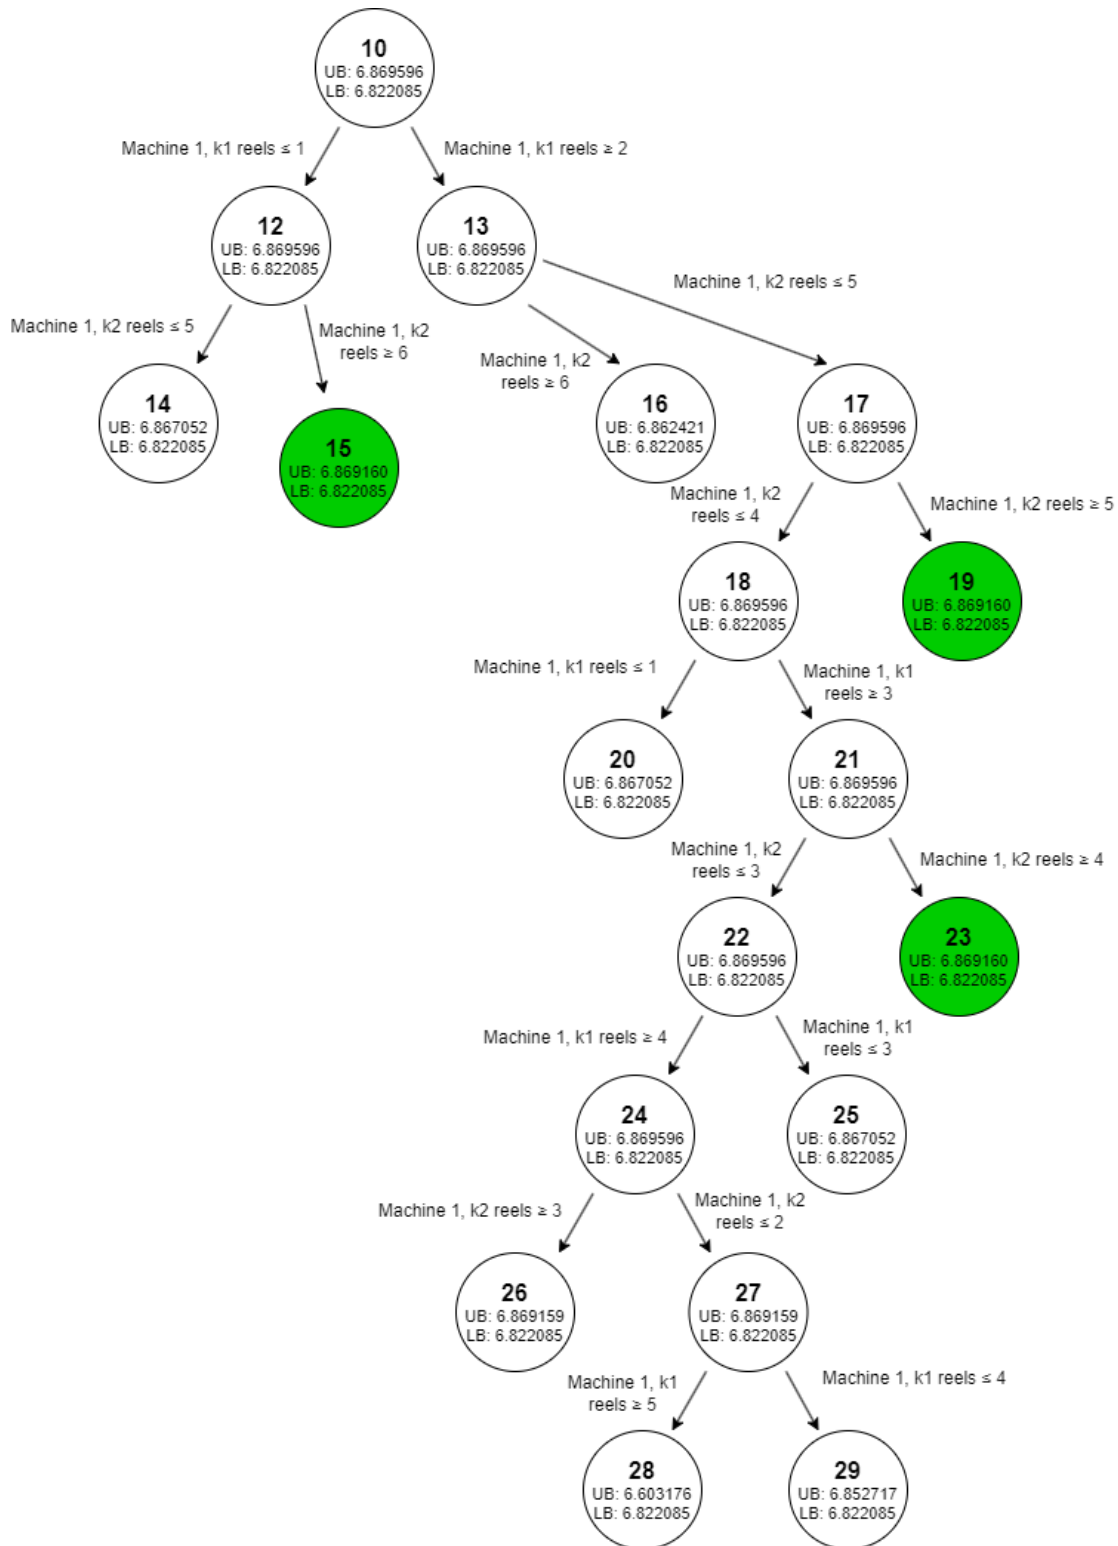 10
UB: 6.869596
LB: 6.822085
Machine 1, k1 reels ≤ 1
Machine 1, k1 reels ≥ 2
12
UB: 6.869596
LB: 6.822085
13
UB: 6.869596
LB: 6.822085
Machine 1, k2 reels ≤ 5
Machine 1, k2
reels ≥ 6
Machine 1, k2
reels ≥ 6
Machine 1, k2 reels ≤ 5
14
UB: 6.867052
LB: 6.822085
15
UB: 6.869160
LB: 6.822085
16
UB: 6.862421
LB: 6.822085
17
UB: 6.869596
LB: 6.822085
Machine 1, k2
reels ≤ 4
Machine 1, k2 reels ≥ 5
18
UB: 6.869596
LB: 6.822085
19
UB: 6.869160
LB: 6.822085
Machine 1, k1 reels ≤ 1
Machine 1, k1
reels ≥ 3
20
UB: 6.867052
LB: 6.822085
21
UB: 6.869596
LB: 6.822085
Machine 1, k2
reels ≤ 3
Machine 1, k2 reels ≥ 4
22
UB: 6.869596
LB: 6.822085
23
UB: 6.869160
LB: 6.822085
Machine 1, k1 reels ≥ 4
Machine 1, k1
reels ≤ 3
24
UB: 6.869596
LB: 6.822085
25
UB: 6.867052
LB: 6.822085
Machine 1, k2 reels ≥ 3
Machine 1, k2
reels ≤ 2
26
UB: 6.869159
LB: 6.822085
27
UB: 6.869159
LB: 6.822085
Machine 1, k1
reels ≥ 5
Machine 1, k1 reels ≤ 4
28
UB: 6.603176
LB: 6.822085
29
UB: 6.852717
LB: 6.822085